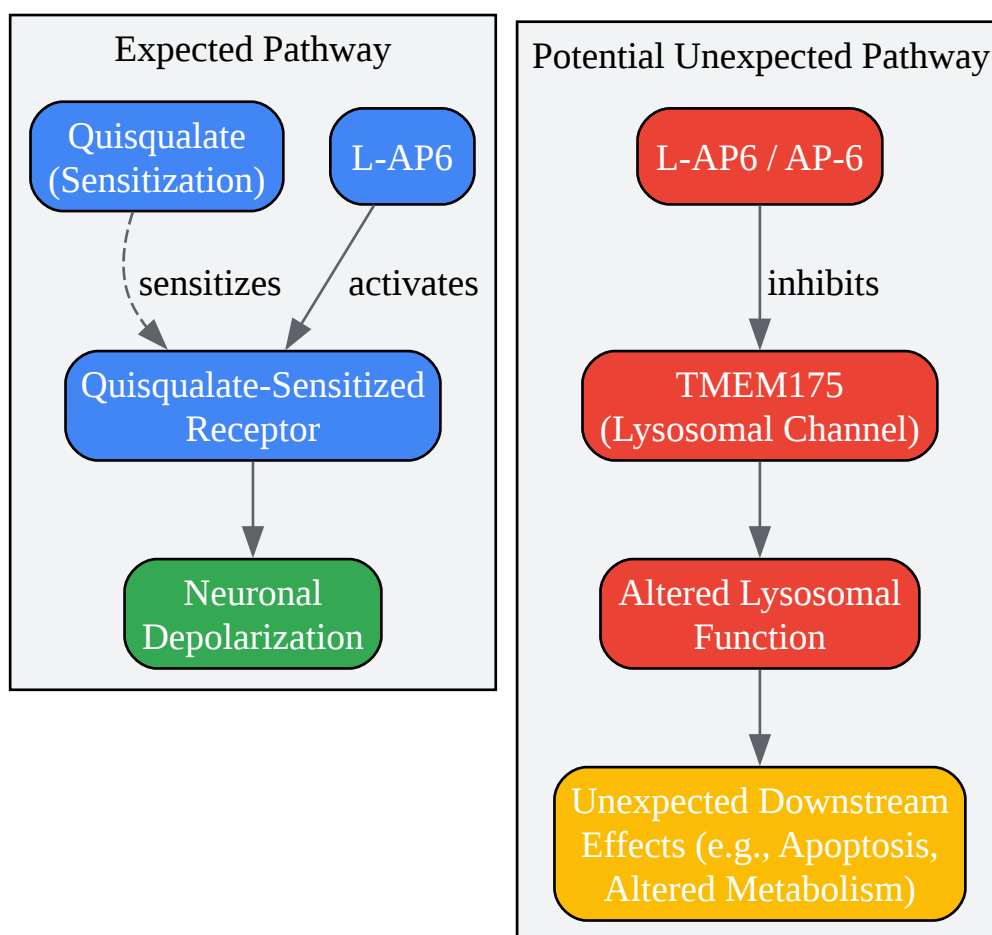 Expected Pathway
Quisqualate
(Sensitization)
L-AP6
sensitizes
activates
Quisqualate-Sensitized
Receptor
Neuronal
Depolarization
Potential Unexpected Pathway
L-AP6 / AP-6
inhibits
TMEM175
(Lysosomal Channel)
Altered Lysosomal
Function
Unexpected Downstream
Effects (e.g., Apoptosis,
Altered Metabolism)